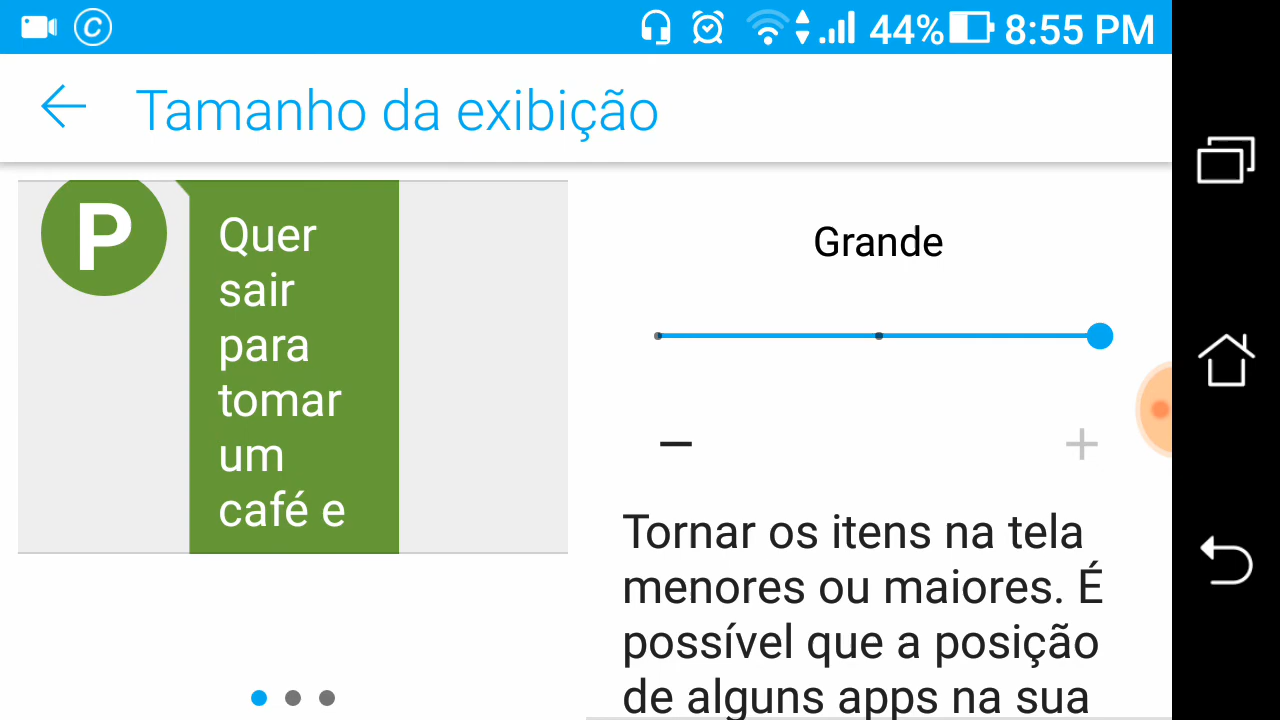 44% 8:55 PM
Tamanho da exibição
P
Quer
sair
para
tomar
um
café e
Grande
Tornar os itens na tela
menores ou maiores. É
possível que a posição
de alguns apps na sua